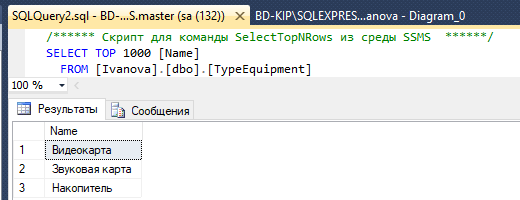 SQLQuery2.sql - BD-...S.master (sa (132))
BD-KIP\SQLEXPRES...anova - Diagram_0
/****** Скрипт для команды SelectTopNRows из среды SSMS ******/
SELECT TOP 1000 [Name]
FROM [Ivanova].[dbo].[TypeEquipment]
100 %
Результаты
Сообщения
Name
1 Видеокарта
2 Звуковая карта
3 Накопитель